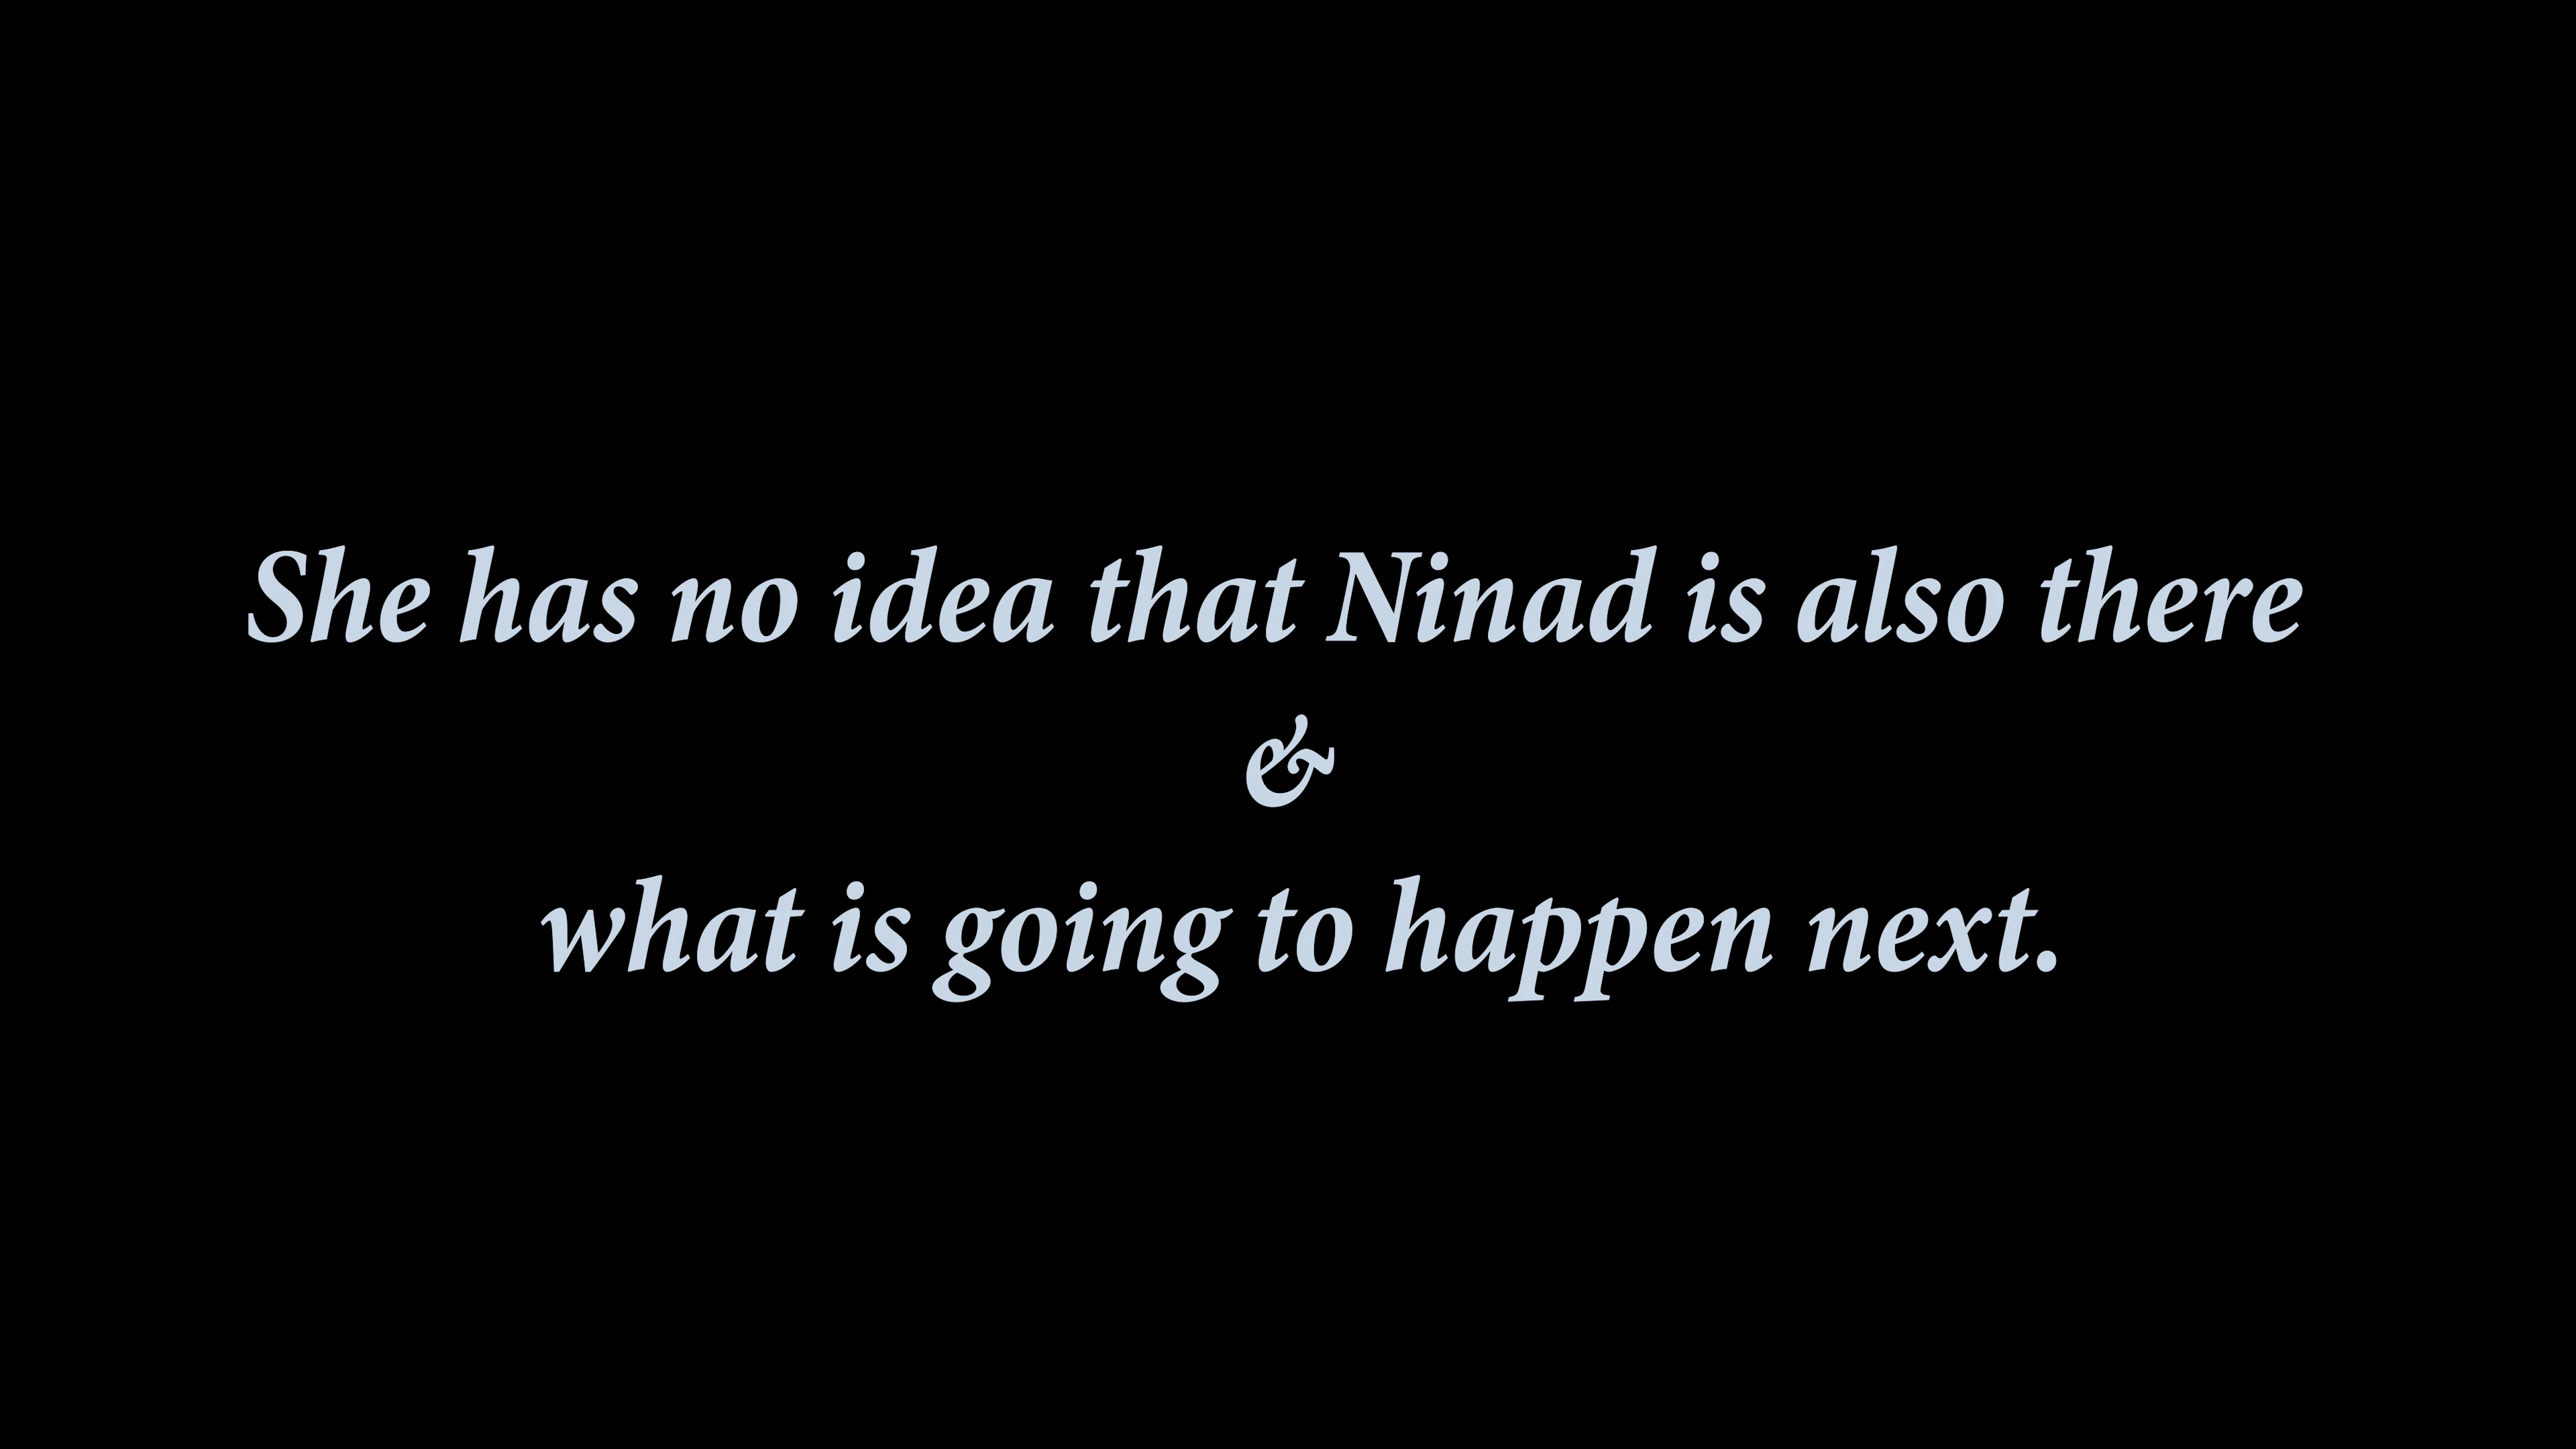 She has no idea that Ninad is also there
&
what is going to happen next.